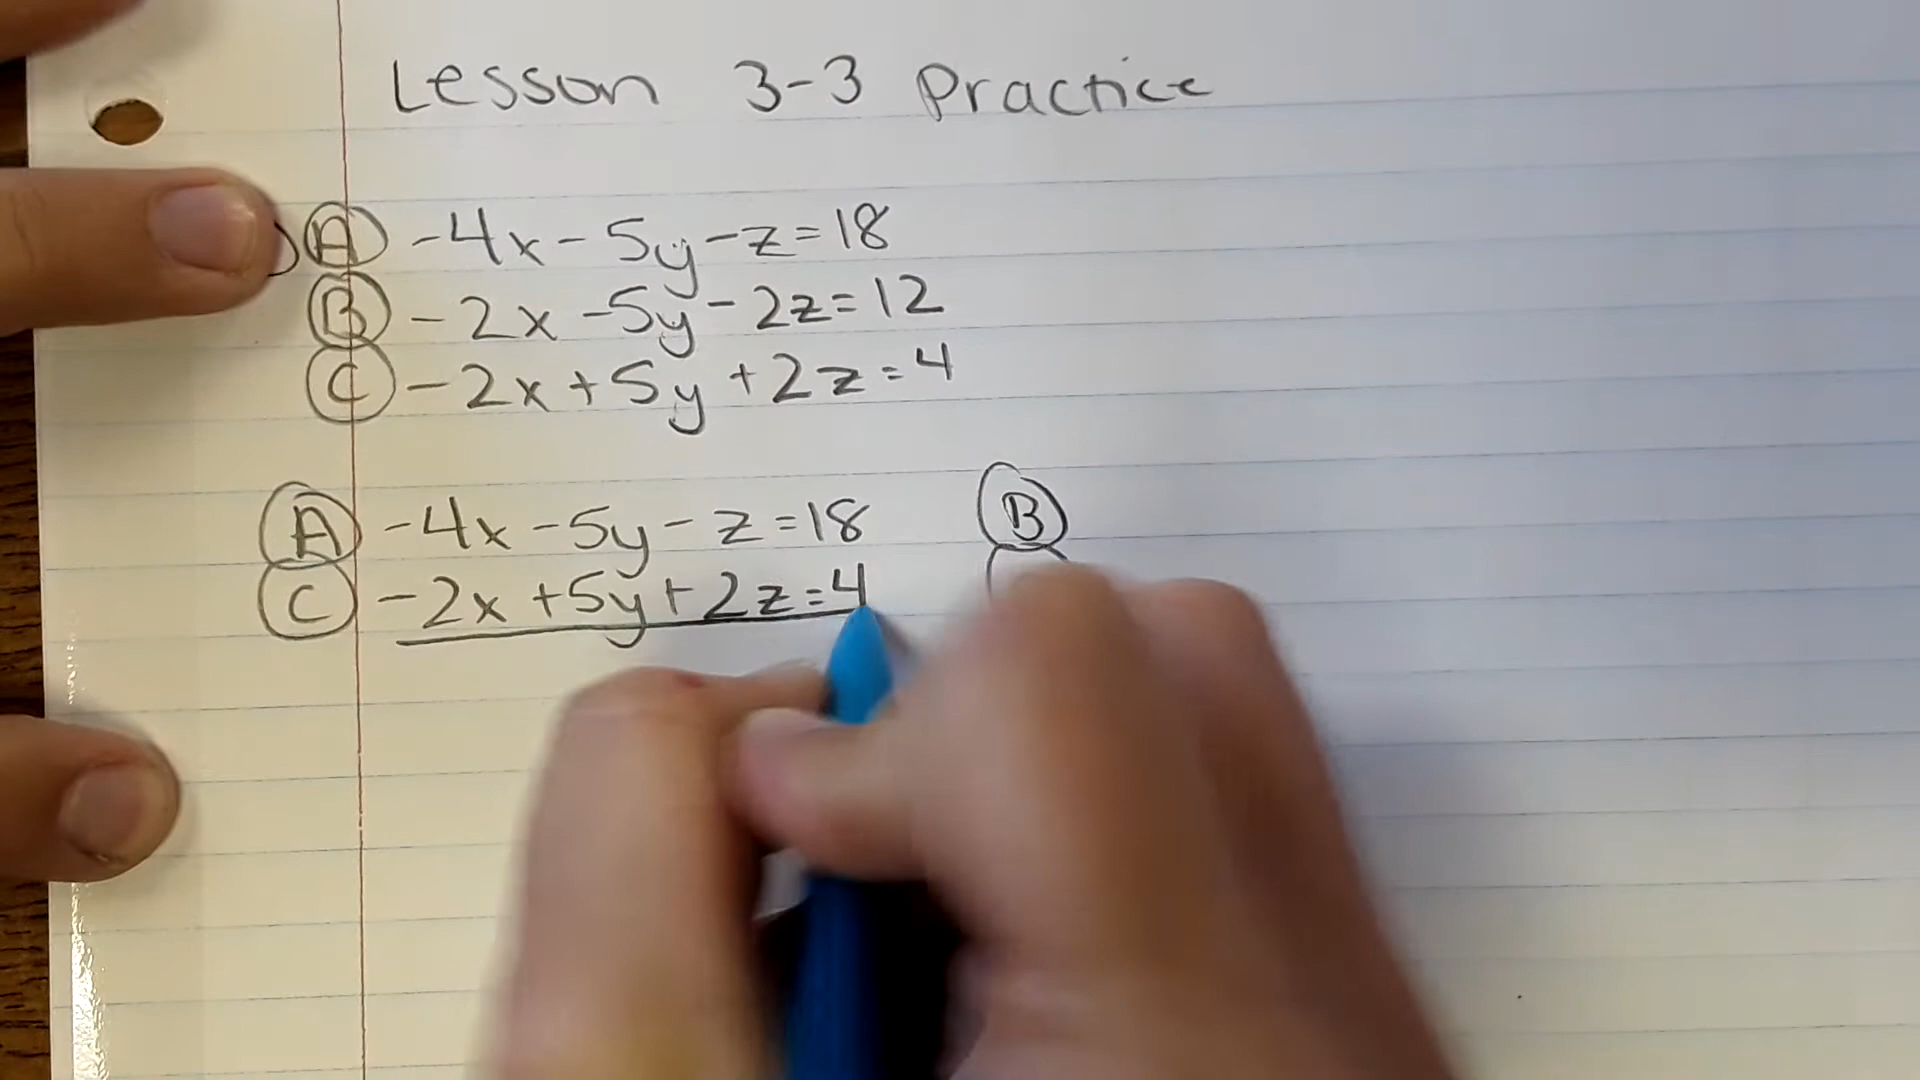 Lesson 3-3 Practice
) A -4x-5y-z=18
B -2x-5y-2z=12
C -2x+5y+2z=4
A -4x-5y-z=18 B
C -2x+5y+2z=4